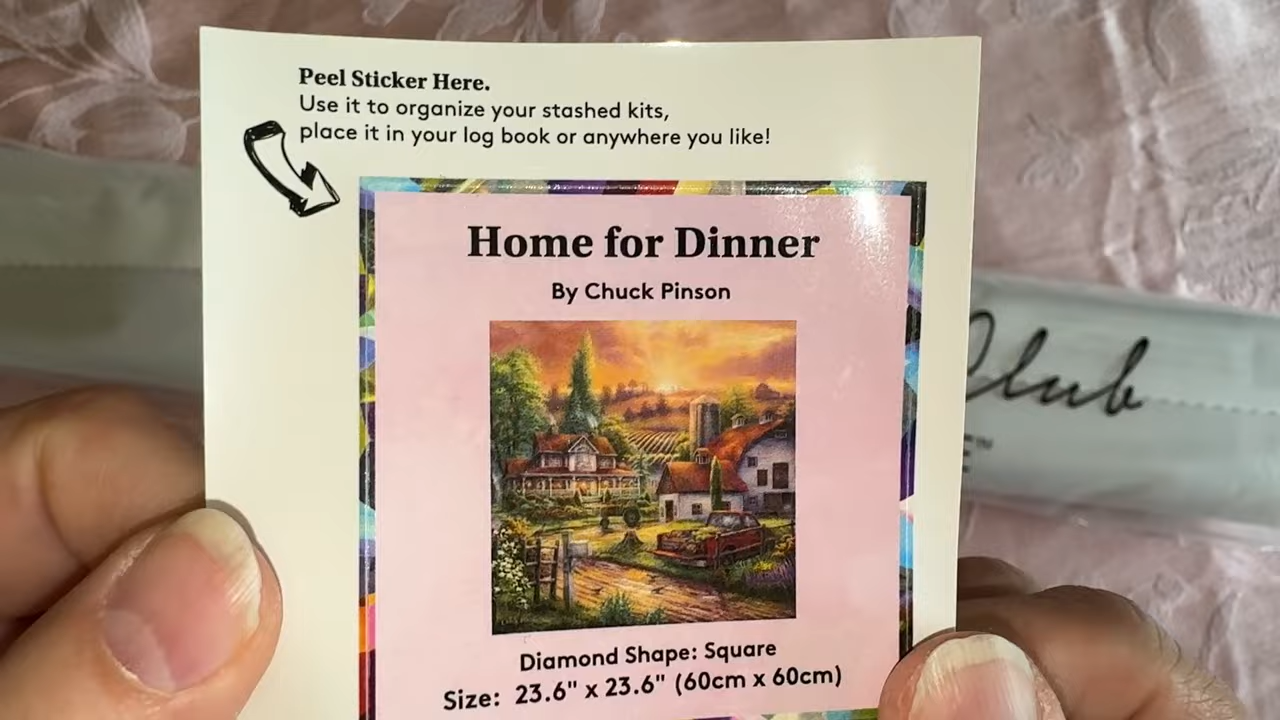 Peel Sticker Here.
Use it to organize your stashed kits,
place it in your log book or anywhere you like!
Home for Dinner
By Chuck Pinson
Diamond Shape: Square
Size: 23.6" x 23.6" (60cm x 60cm)
Club